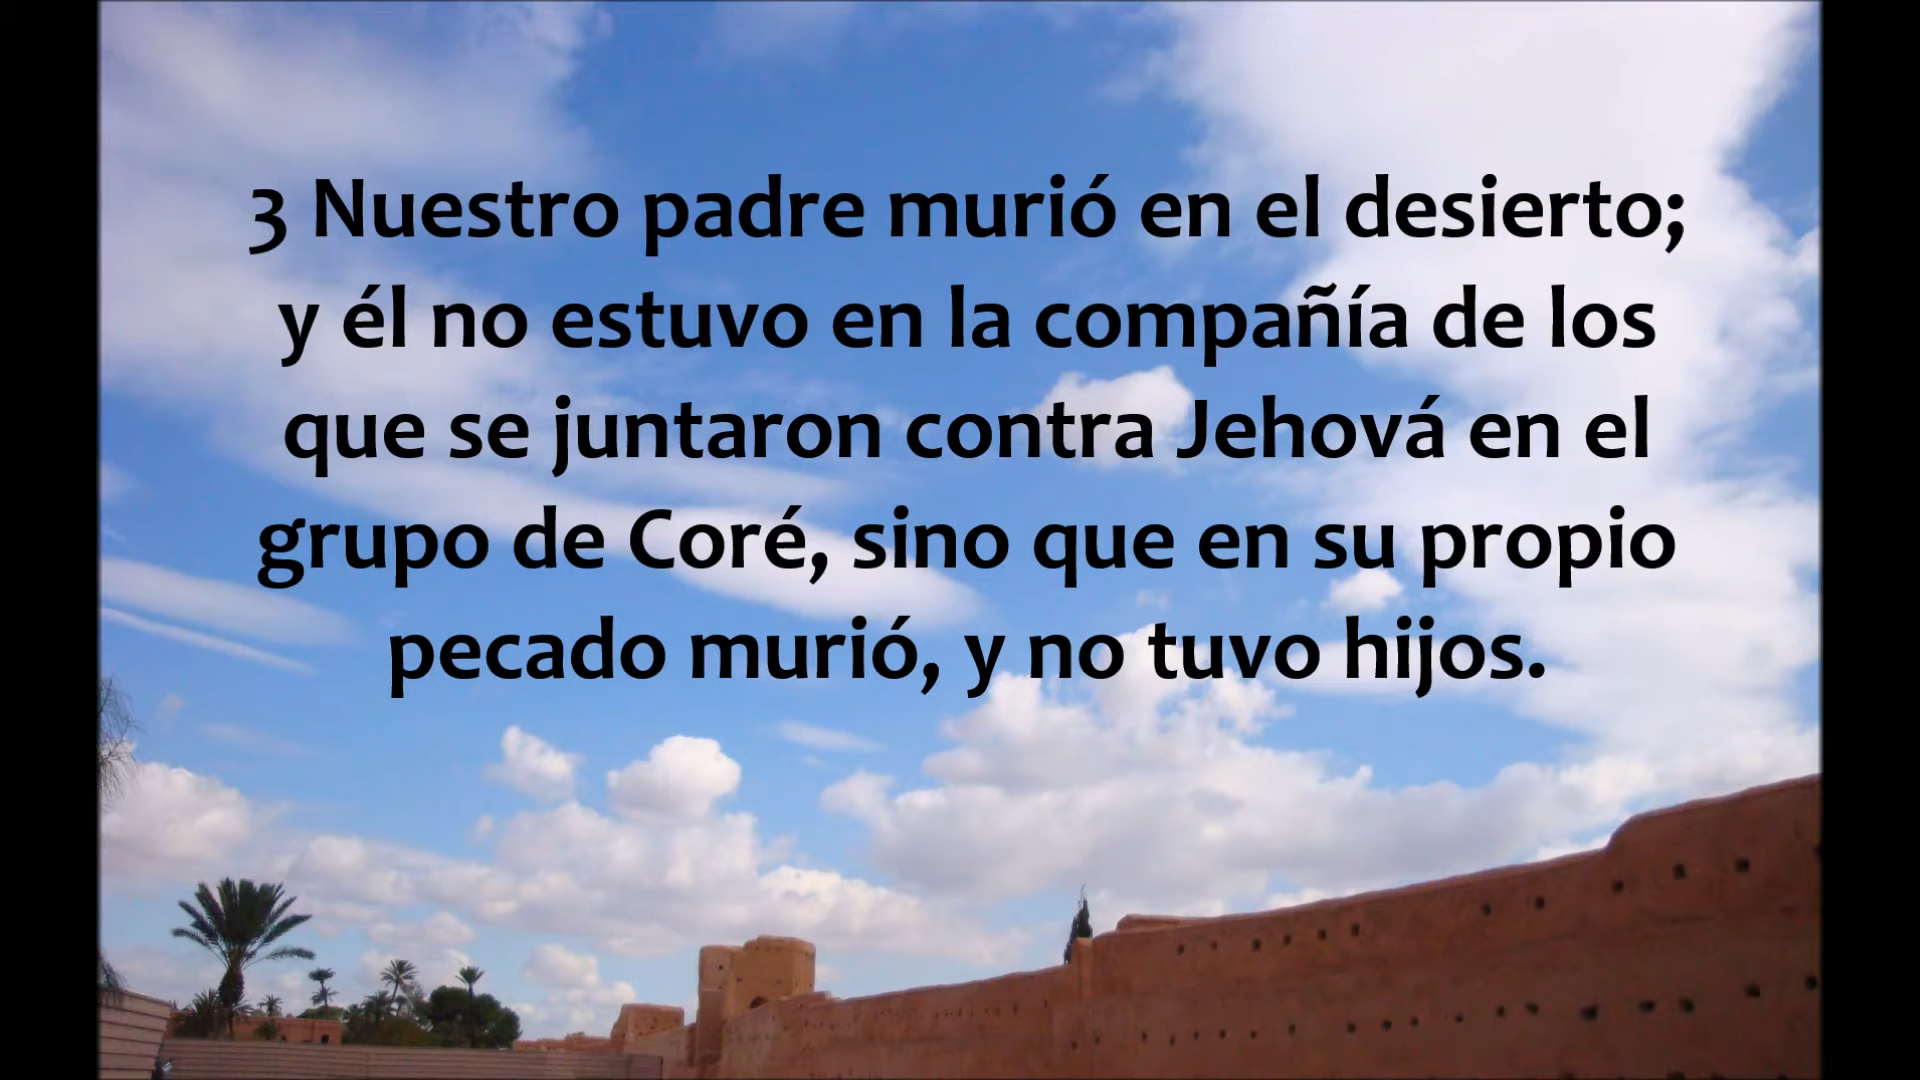 3 Nuestro padre murió en el desierto;
y él no estuvo en la compañía de los
que se juntaron contra Jehová en el
grupo de Coré, sino que en su propio
pecado murió, y no tuvo hijos.